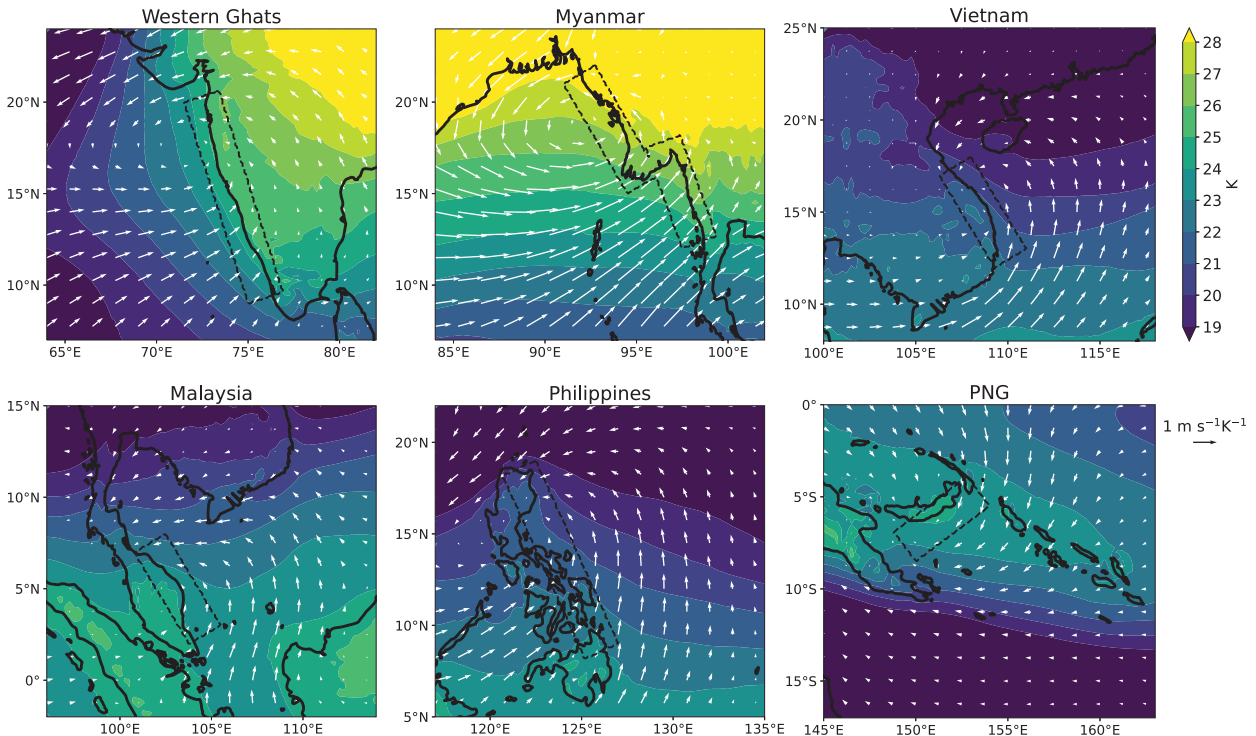 Western Ghats
Myanmar
Vietnam
20°N
15°N
10°N
65°E 70°E 75°E 80°E
20°N
15°N
10°N
85°E 90°E 95°E 100°E
25°N
20°N
15°N
10°N
100°E 105°E 110°E 115°E
28
27
26
25
24
23
22
21
20
19
K
Malaysia
Philippines
PNG
15°N
10°N
5°N
0°
100°E 105°E 110°E
20°N
15°N
10°N
5°N
120°E 125°E 130°E 135°E
0°
5°S
10°S
15°S
145°E 150°E 155°E 160°E
1 m s⁻¹K⁻¹